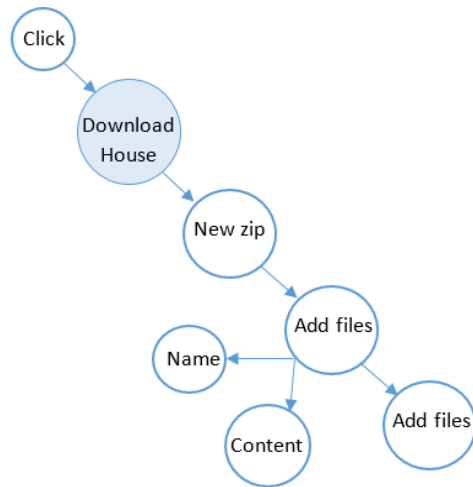 Click
Download
House
New zip
Add files
Name
Add files
Content